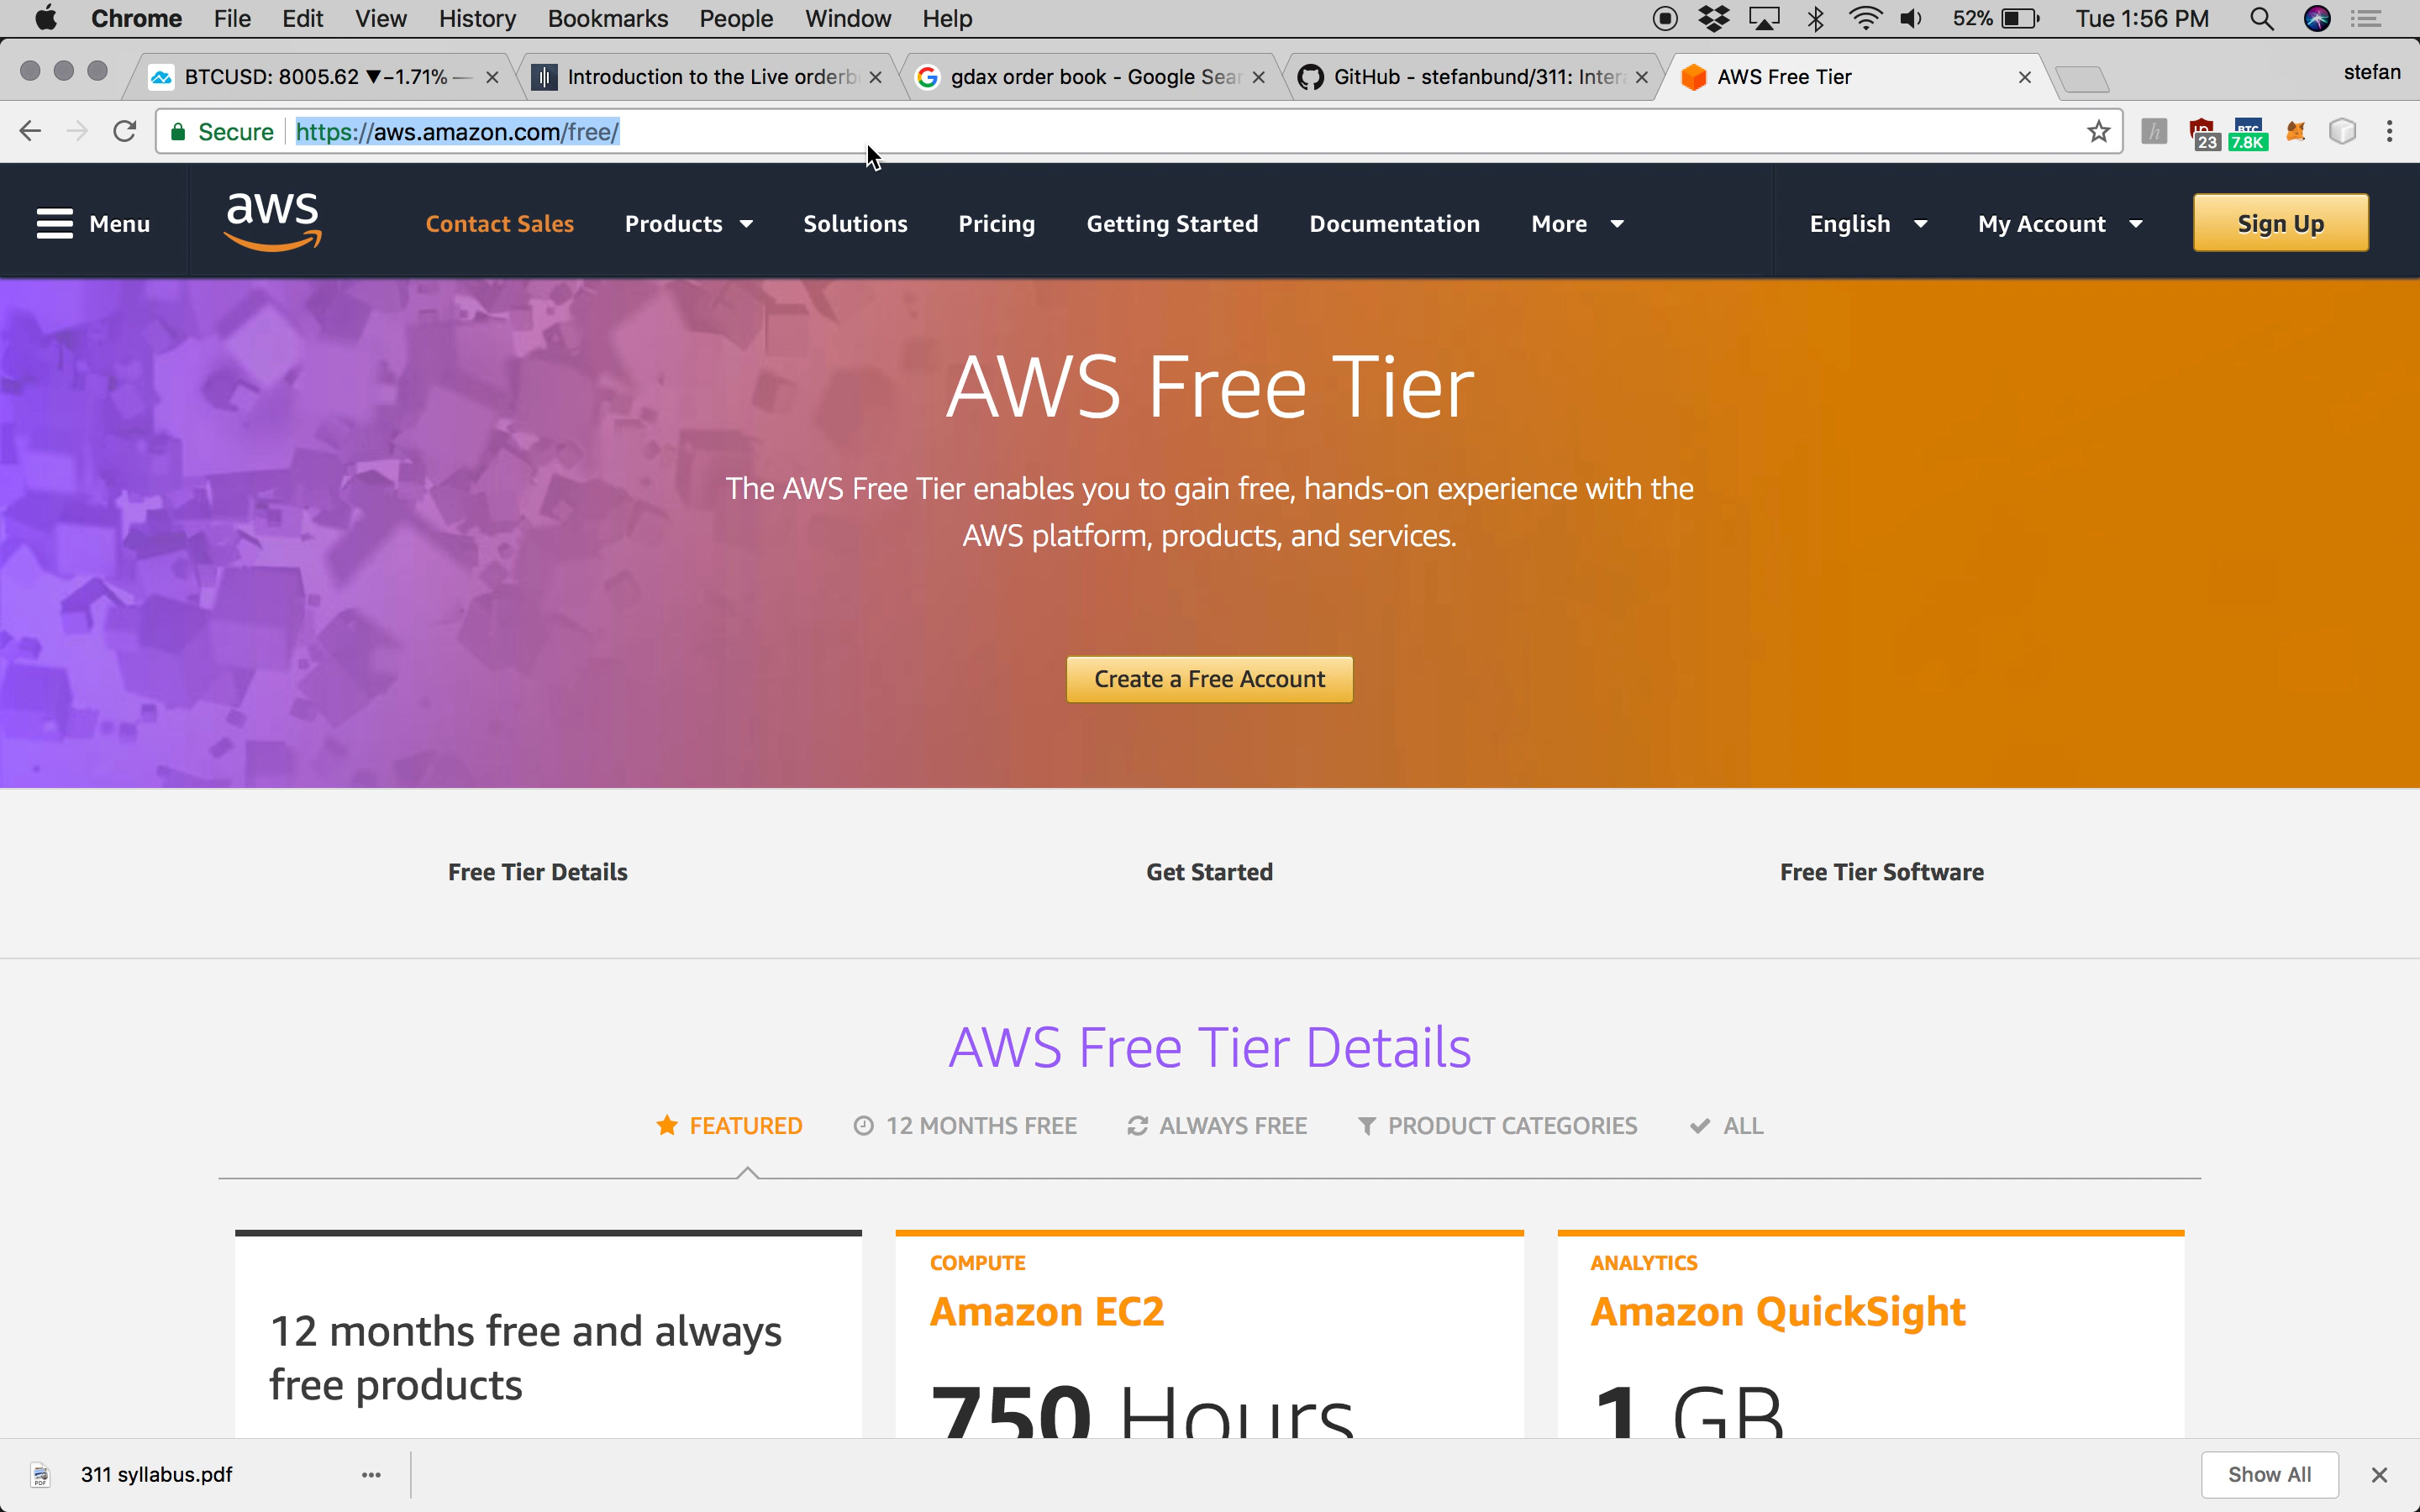 Chrome File Edit View History Bookmarks People Window Help 52% Tue 1:56 PM
BTCUSD: 8005.62 ▼−1.71% — Introduction to the Live orderb gdax order book - Google Sear GitHub - stefanbund/311: Inter AWS Free Tier stefan
Secure https://aws.amazon.com/free/ h 23 BTC 7.8K
Menu aws Contact Sales Products Solutions Pricing Getting Started Documentation More English My Account Sign Up
AWS Free Tier
The AWS Free Tier enables you to gain free, hands-on experience with the
AWS platform, products, and services.
Create a Free Account
Free Tier Details Get Started Free Tier Software
AWS Free Tier Details
FEATURED 12 MONTHS FREE ALWAYS FREE PRODUCT CATEGORIES ALL
COMPUTE ANALYTICS
Amazon EC2 Amazon QuickSight
12 months free and always
free products
750 Hours 1 GB
311 syllabus.pdf Show All